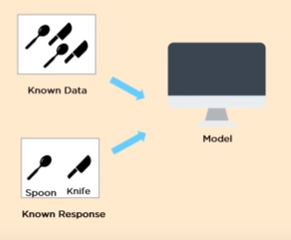 Known Data
Model
Spoon Knife
Known Response